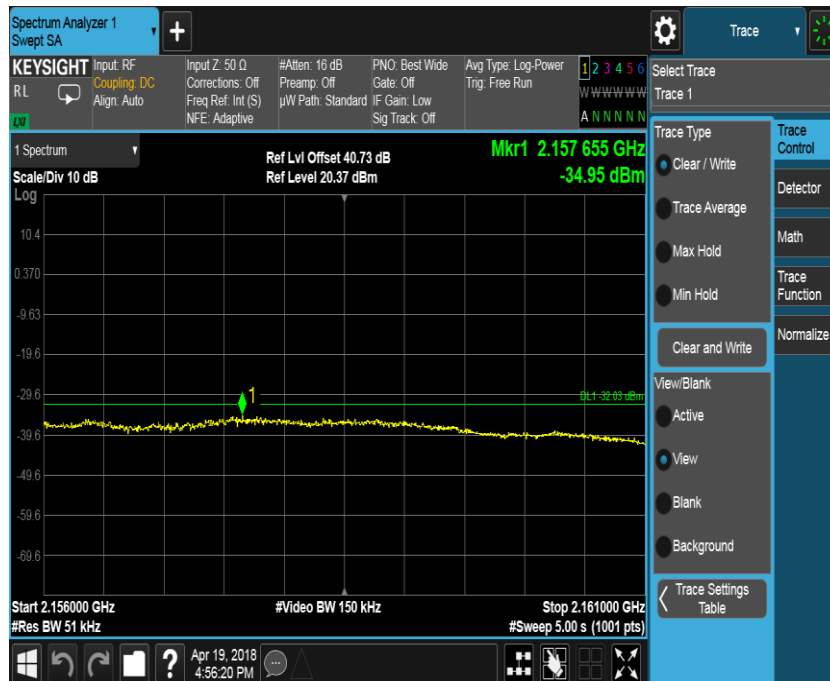 Spectrum Analyzer 1
Swept SA
+
Trace
KEYSIGHT
RL
LXI
Input: RF
Coupling: DC
Align: Auto
Input Z: 50 Ω
Corrections: Off
Freq Ref: Int (S)
NFE: Adaptive
#Atten: 16 dB
Preamp: Off
µW Path: Standard
PNO: Best Wide
Gate: Off
IF Gain: Low
Sig Track: Off
Avg Type: Log-Power
Trig: Free Run
1 2 3 4 5 6
W W W W W W
A N N N N N
Select Trace
Trace 1
1 Spectrum
Scale/Div 10 dB
Log
Ref Lvl Offset 40.73 dB
Ref Level 20.37 dBm
Mkr1 2.157 655 GHz
-34.95 dBm
10.4
0.370
-9.63
-19.6
-29.6
-39.6
-49.6
-59.6
-69.6
1
DL1 -32.03 dBm
Start 2.156000 GHz
#Res BW 51 kHz
#Video BW 150 kHz
Stop 2.161000 GHz
#Sweep 5.00 s (1001 pts)
Trace Type
Clear / Write
Trace Average
Max Hold
Min Hold
Clear and Write
View/Blank
Active
View
Blank
Background
Trace Settings
Table
Trace
Control
Detector
Math
Trace
Function
Normalize
?
Apr 19, 2018
4:56:20 PM